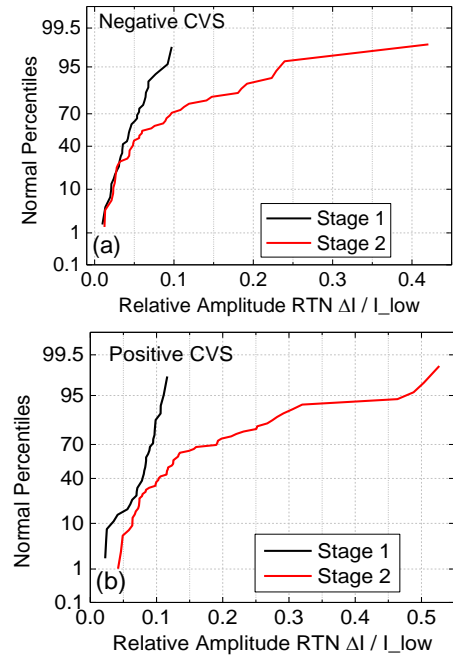 Negative CVS
99.5
95
70
40
10
1
0.1
Normal Percentiles
(a)
Stage 1
Stage 2
0.0 0.1 0.2 0.3 0.4
Relative Amplitude RTN ΔI / I_low
Positive CVS
99.5
95
70
40
10
1
0.1
Normal Percentiles
(b)
Stage 1
Stage 2
0.0 0.1 0.2 0.3 0.4 0.5
Relative Amplitude RTN ΔI / I_low